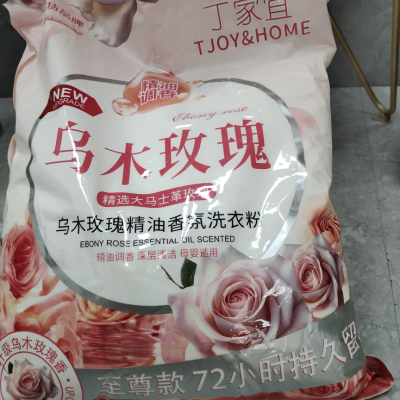 丁家宜
TJOY&HOME
NEW
UPGRADE
精理
调香
Ebony rose
乌木玫瑰
精选大马士革玫
乌木玫瑰精油香氛洗衣粉
EBONY ROSE ESSENTIAL OIL SCENTED
精油调香 深层清洁 母婴适用
级乌木玫瑰香
至尊款 72小时持久留